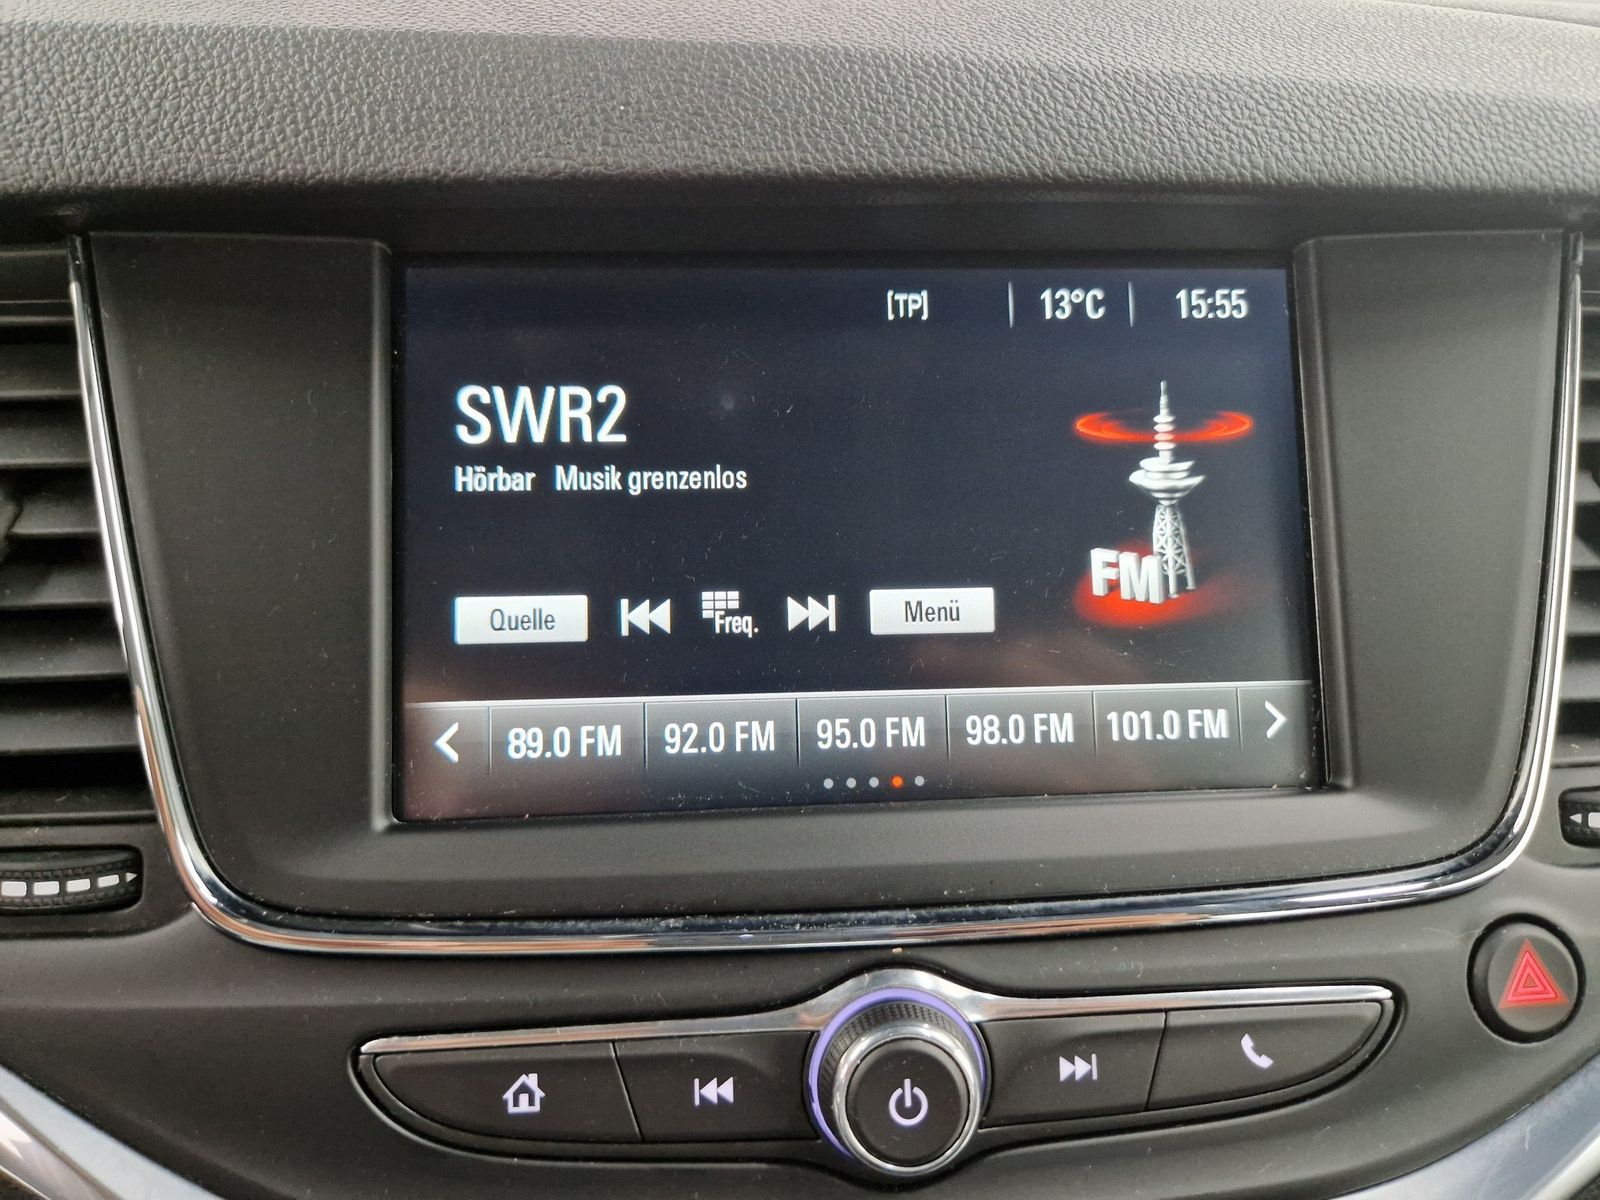 [TP] 13°C 15:55
SWR2
Hörbar Musik grenzenlos
FM
Quelle Freq. Menü
89.0 FM 92.0 FM 95.0 FM 98.0 FM 101.0 FM